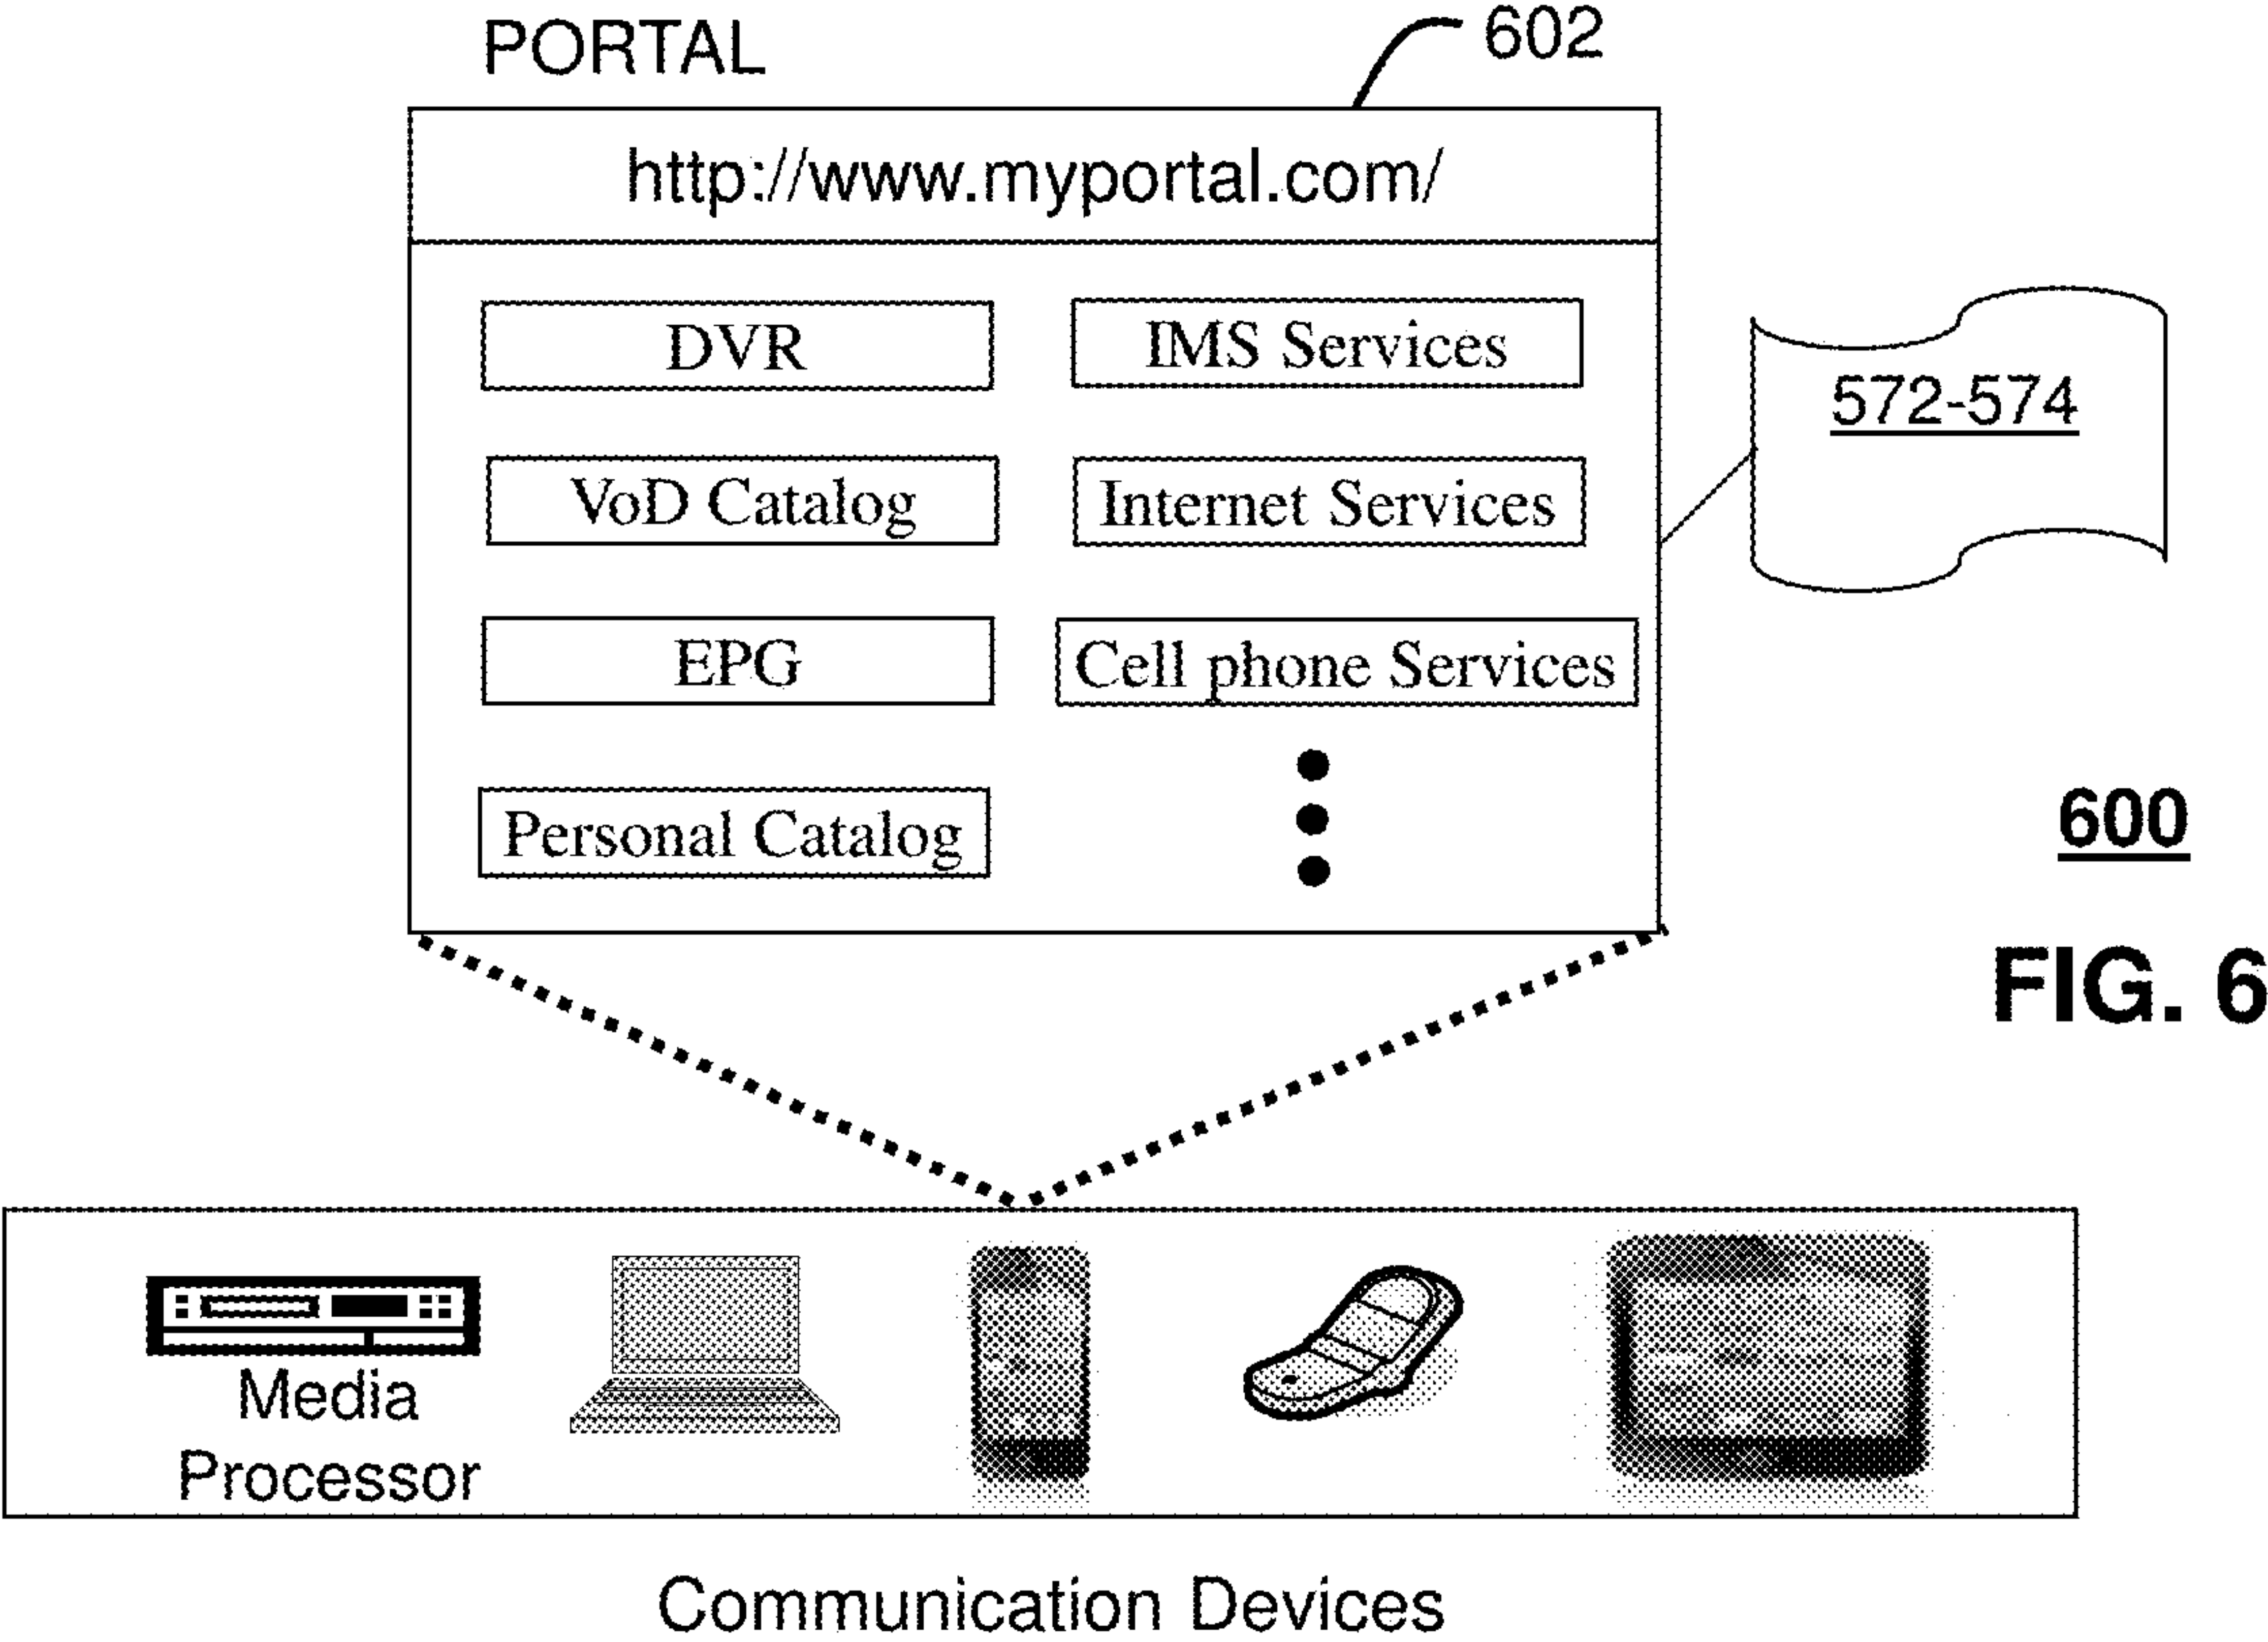 PORTAL
602
http://www.myportal.com/
DVR
IMS Services
572-574
VoD Catalog
Internet Services
EPG
Cell phone Services
Personal Catalog
600
FIG. 6
Media
Processor
Communication Devices